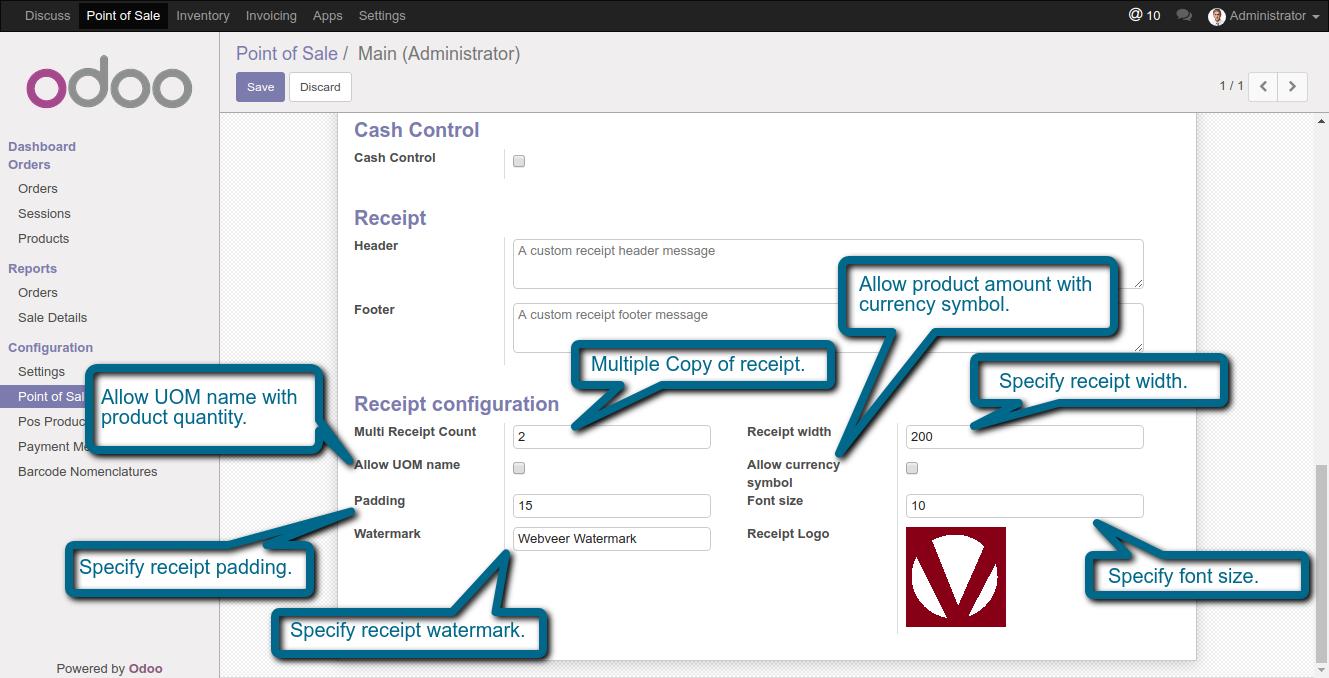 Discuss Point of Sale Inventory Invoicing Apps Settings @ 10 Administrator
odoo
Point of Sale / Main (Administrator)
Save Discard
1 / 1
Dashboard
Orders
Orders
Sessions
Products
Reports
Orders
Sale Details
Configuration
Settings
Point of Sal
Pos Produc
Payment Me
Barcode Nomenclatures
Powered by Odoo
Cash Control
Cash Control
Receipt
Header
A custom receipt header message
Footer
A custom receipt footer message
Allow product amount with
currency symbol.
Multiple Copy of receipt.
Specify receipt width.
Allow UOM name with
product quantity.
Receipt configuration
Multi Receipt Count 2
Receipt width 200
Allow UOM name
Allow currency
symbol
Padding 15
Font size 10
Watermark Webveer Watermark
Receipt Logo
Specify receipt padding.
Specify font size.
Specify receipt watermark.